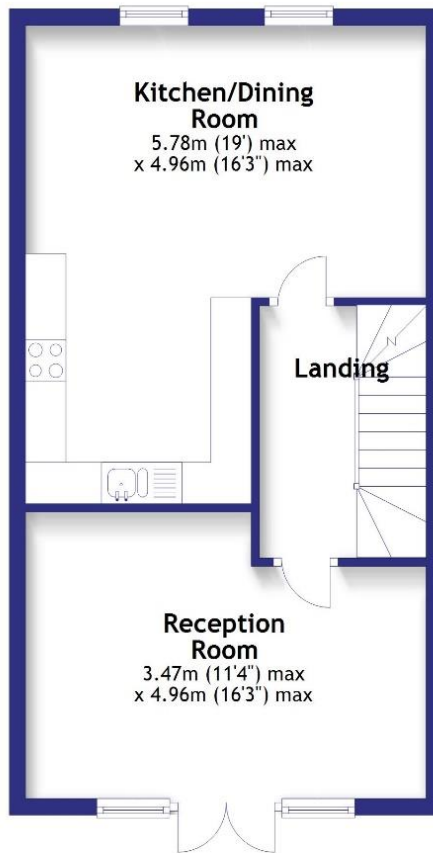 Kitchen/Dining
Room
5.78m (19') max
x 4.96m (16'3") max
Landing
N
Reception
Room
3.47m (11'4") max
x 4.96m (16'3") max